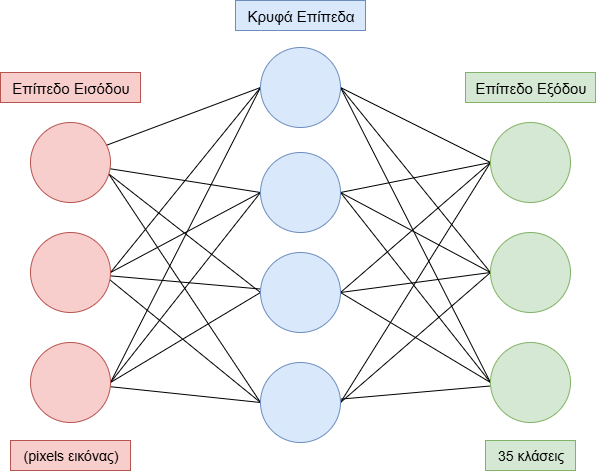 Κρυφά Επίπεδα
Επίπεδο Εισόδου
Επίπεδο Εξόδου
(pixels εικόνας)
35 κλάσεις